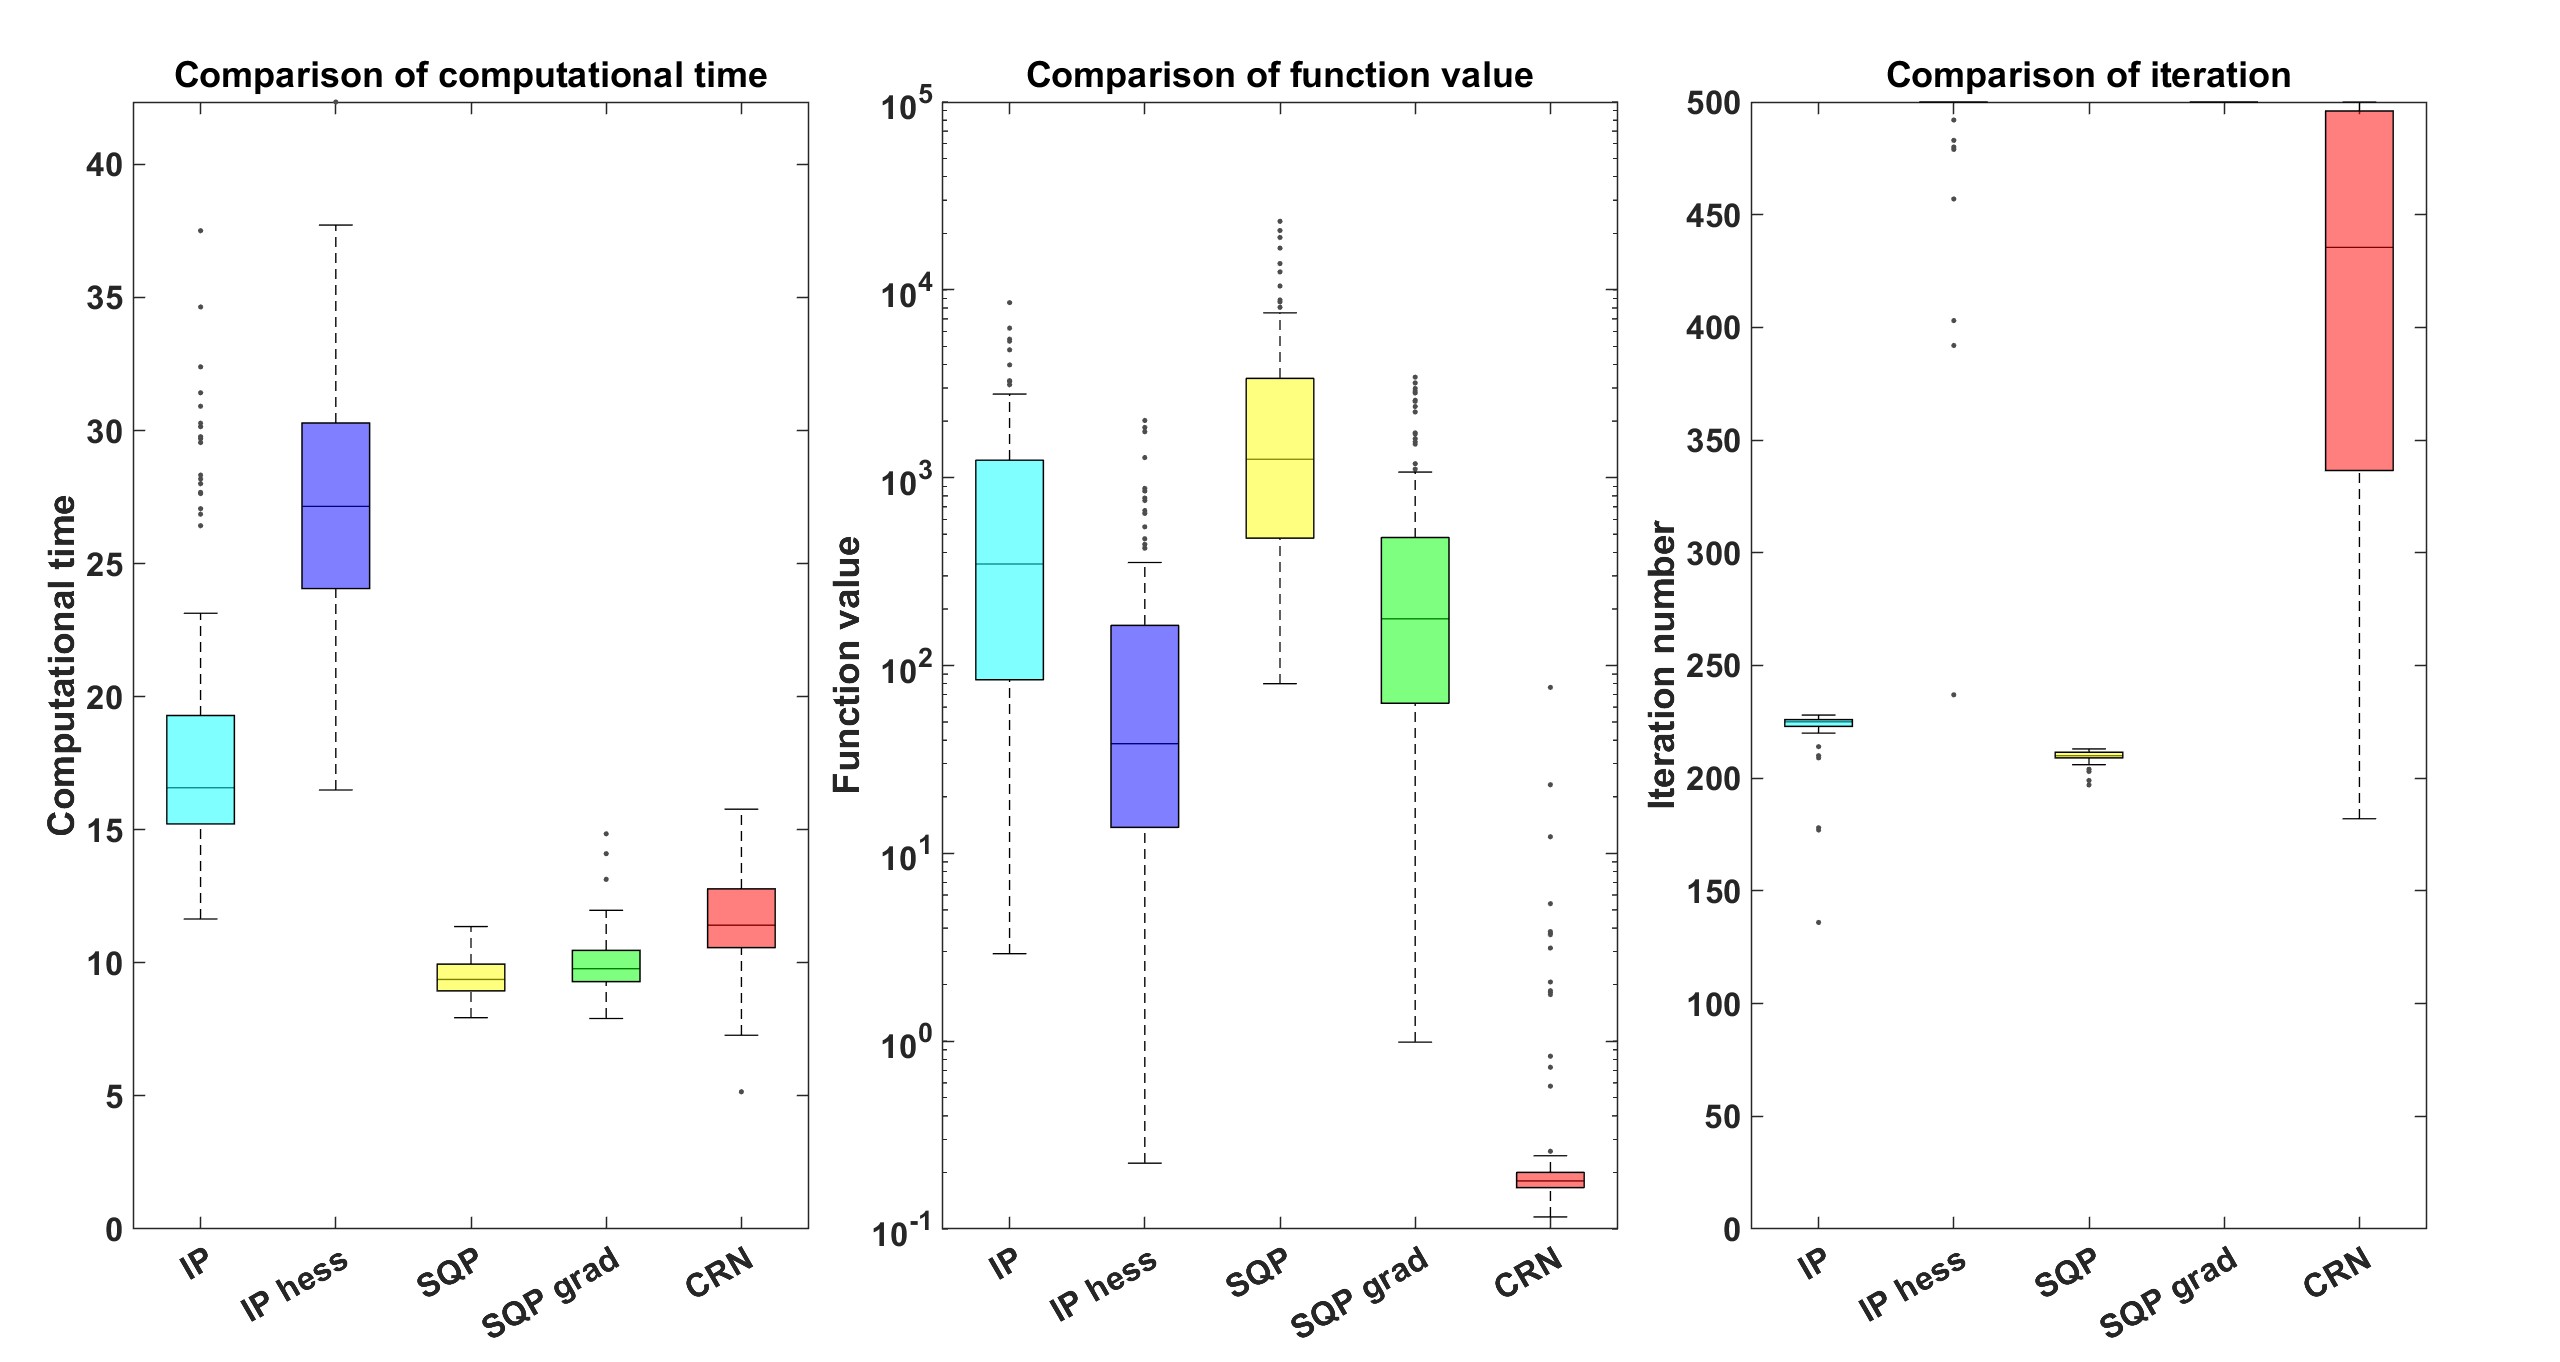 Comparison of computational time
Computational time
40
35
30
25
20
15
10
5
0
IP
IP hess
SQP
SQP grad
CRN
Comparison of function value
Function value
10^5
10^4
10^3
10^2
10^1
10^0
10^-1
IP
IP hess
SQP
SQP grad
CRN
Comparison of iteration
Iteration number
500
450
400
350
300
250
200
150
100
50
0
IP
IP hess
SQP
SQP grad
CRN